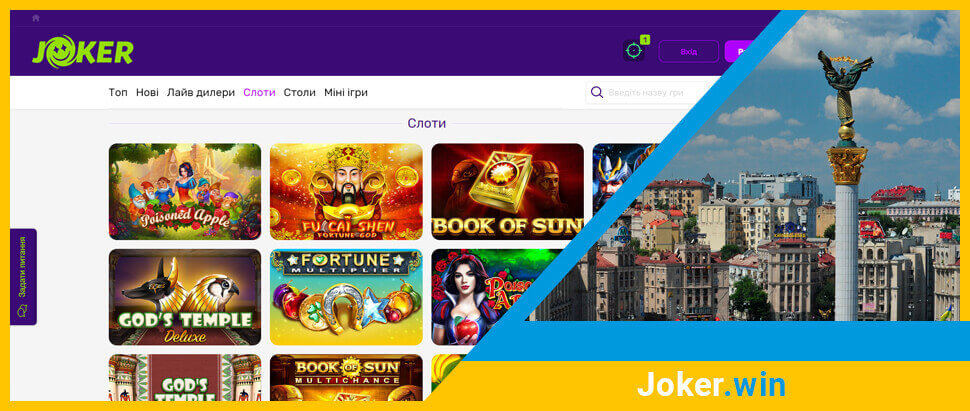 JOKER
1
Вхід
Топ Нові Лайв дилери Слоти Столи Міні ігри
Введіть назву гри
Слоти
Poisoned Apple
FU CAI SHEN
FORTUNE GOD
BOOK OF SUN
Задати питання
GOD'S TEMPLE
Deluxe
FORTUNE
MULTIPLIER
GOD'S
TEMPLE
BOOK OF SUN
MULTICHANCE
Joker.win